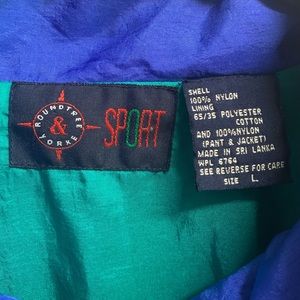 ROUNDTREE
&
YORKE
SPORT
SHELL
100% NYLON
LINING
65/35 POLYESTER
COTTON
AND 100%NYLON
(PANT & JACKET)
MADE IN SRI LANKA
WPL 6764
SEE REVERSE FOR CARE
SIZE L